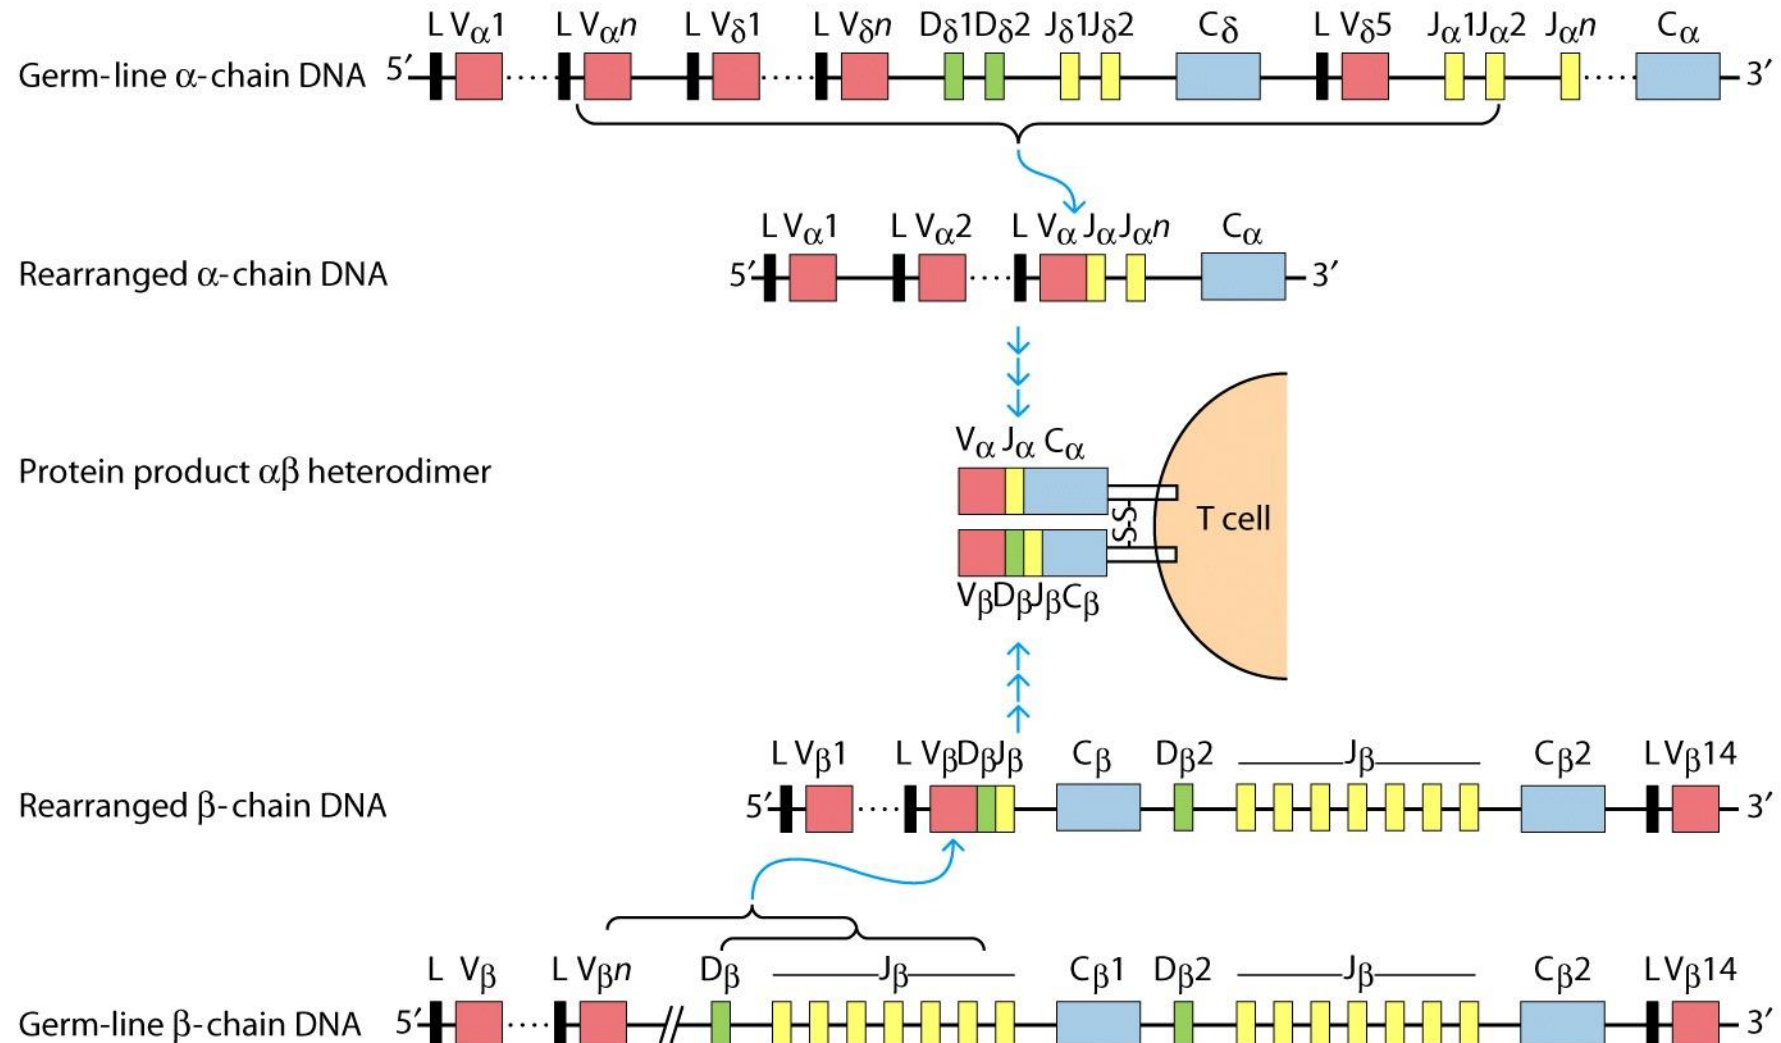 L Vα1 L Vαn L Vδ1 L Vδn Dδ1Dδ2 Jδ1Jδ2 Cδ L Vδ5 Jα1Jα2 Jαn Cα
Germ-line α-chain DNA 5′ 3′
L Vα1 L Vα2 L Vα Jα Jαn Cα
Rearranged α-chain DNA 5′ 3′
Vα Jα Cα
Protein product αβ heterodimer
-S-S-
T cell
VβDβJβCβ
L Vβ1 L VβDβJβ Cβ Dβ2 Jβ Cβ2 L Vβ14
Rearranged β-chain DNA 5′ 3′
L Vβ L Vβn Dβ Jβ Cβ1 Dβ2 Jβ Cβ2 L Vβ14
Germ-line β-chain DNA 5′ // 3′